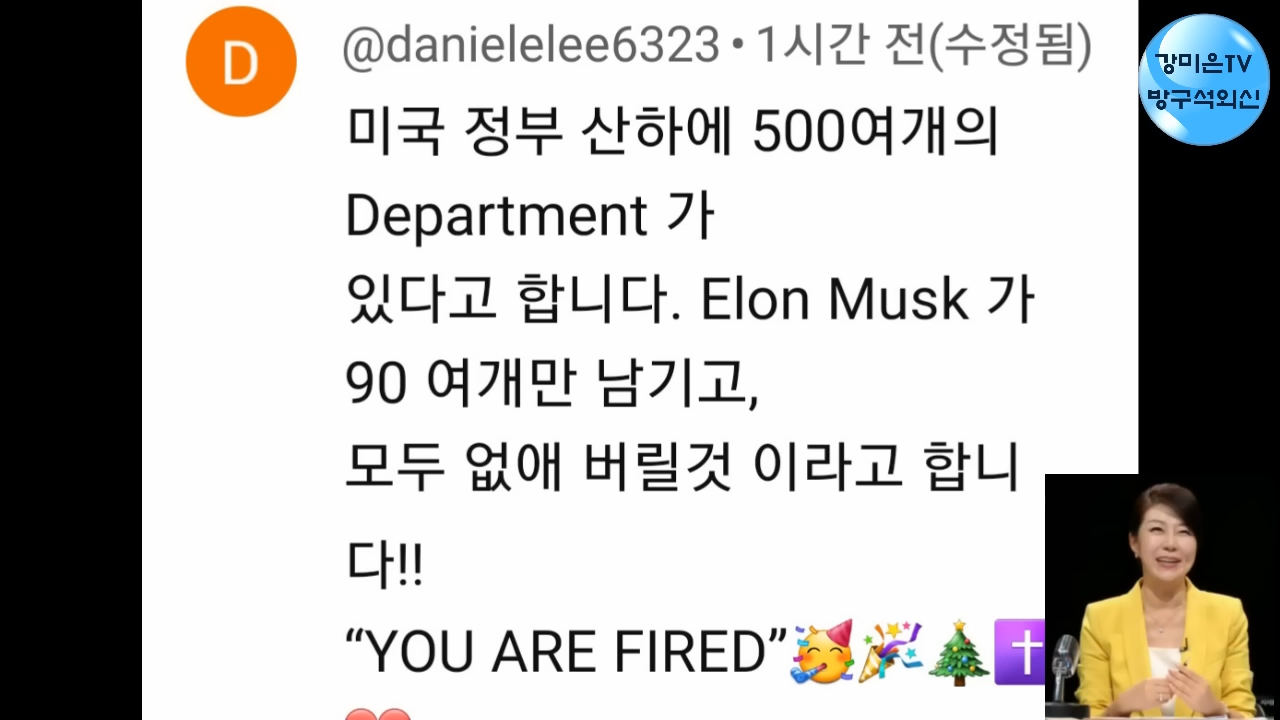 D
@danielelee6323 • 1시간 전(수정됨)
미국 정부 산하에 500여개의
Department 가
있다고 합니다. Elon Musk 가
90 여개만 남기고,
모두 없애 버릴것 이라고 합니
다!!
“YOU ARE FIRED”🥳🎉🎄✝️
강미은TV
방구석외신